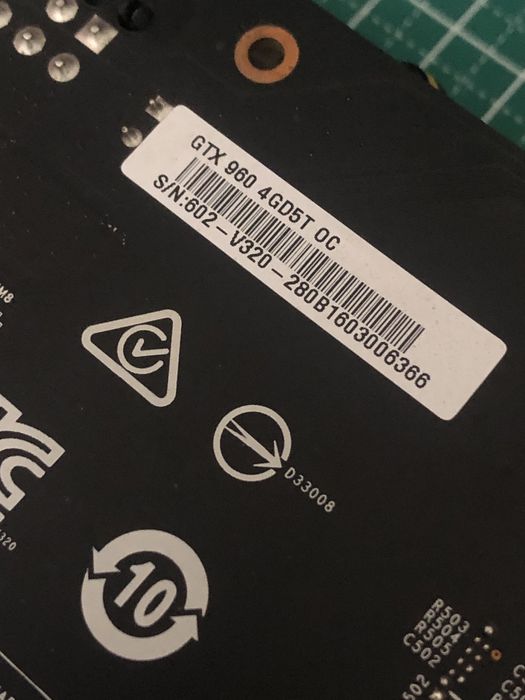 GTX 960 4GD5T OC
S/N:602-V320-280B1603006366
D33008
10
R503
R504
R505
C502